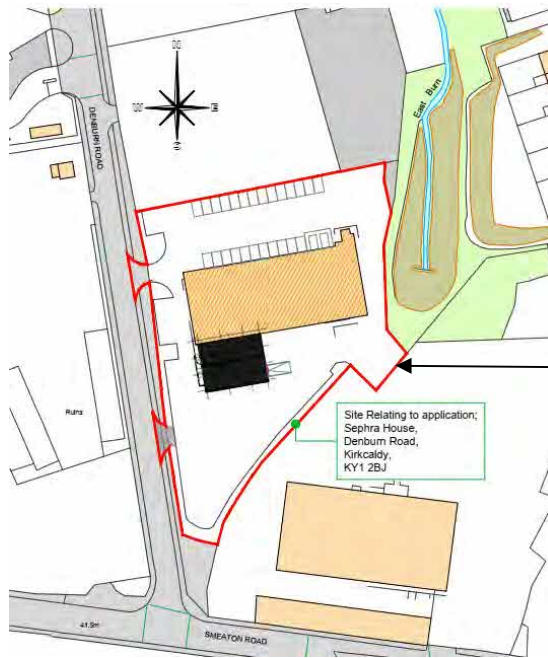 East Burn
DENBURN ROAD
Ruins
Site Relating to application;
Sephra House,
Denburn Road,
Kirkcaldy,
KY1 2BJ
41.5m
SMEATON ROAD